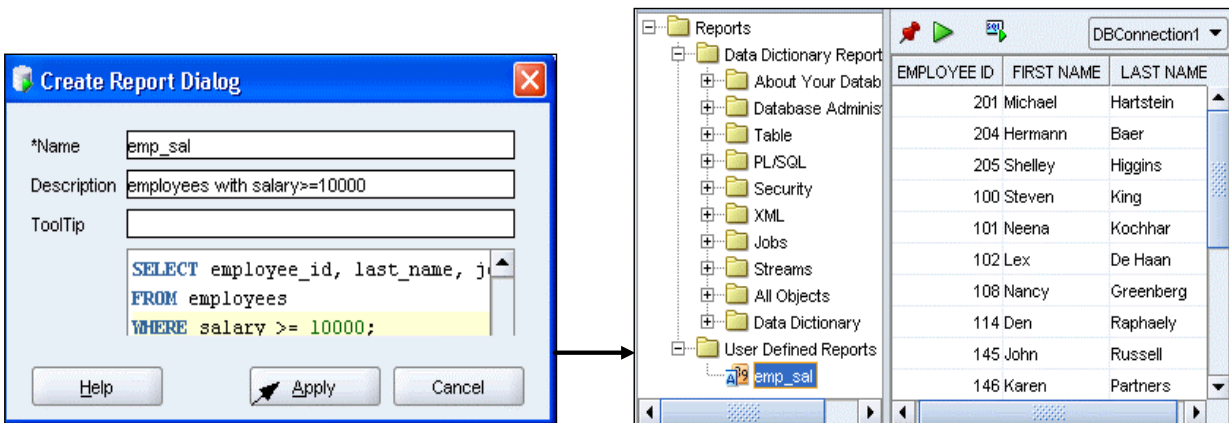 Create Report Dialog
*Name emp_sal
Description employees with salary>=10000
ToolTip
SELECT employee_id, last_name, j
FROM employees
WHERE salary >= 10000;
Help Apply Cancel
Reports
Data Dictionary Report
About Your Datab
Database Adminis
Table
PL/SQL
Security
XML
Jobs
Streams
All Objects
Data Dictionary
User Defined Reports
emp_sal
SQL DBConnection1
EMPLOYEE ID FIRST NAME LAST NAME
201 Michael Hartstein
204 Hermann Baer
205 Shelley Higgins
100 Steven King
101 Neena Kochhar
102 Lex De Haan
108 Nancy Greenberg
114 Den Raphaely
145 John Russell
146 Karen Partners